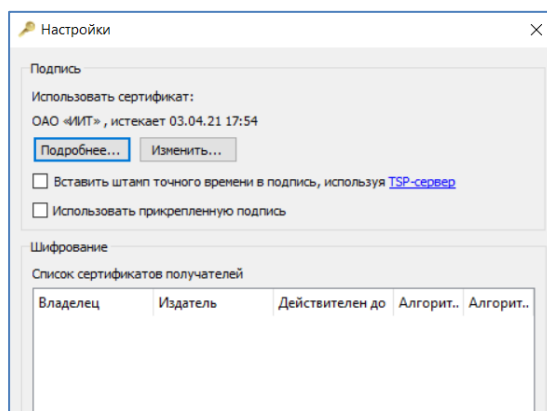 Настройки
Подпись
Использовать сертификат:
ОАО «ИИТ» , истекает 03.04.21 17:54
Подробнее... Изменить...
Вставить штамп точного времени в подпись, используя TSP-сервер
Использовать прикрепленную подпись
Шифрование
Список сертификатов получателей
Владелец Издатель Действителен до Алгорит.. Алгорит..